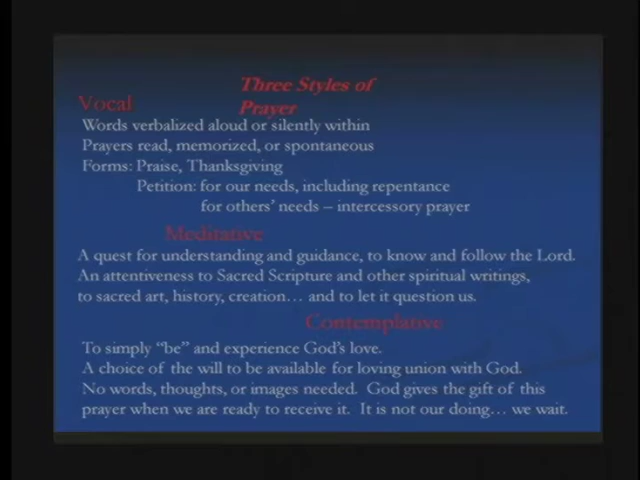 Three Styles of
Prayer
Vocal
Words verbalized aloud or silently within
Prayers read, memorized, or spontaneous
Forms: Praise, Thanksgiving
Petition: for our needs, including repentance
for others' needs – intercessory prayer
Meditative
A quest for understanding and guidance, to know and follow the Lord.
An attentiveness to Sacred Scripture and other spiritual writings,
to sacred art, history, creation… and to let it question us.
Contemplative
To simply “be” and experience God's love.
A choice of the will to be available for loving union with God.
No words, thoughts, or images needed. God gives the gift of this
prayer when we are ready to receive it. It is not our doing… we wait.